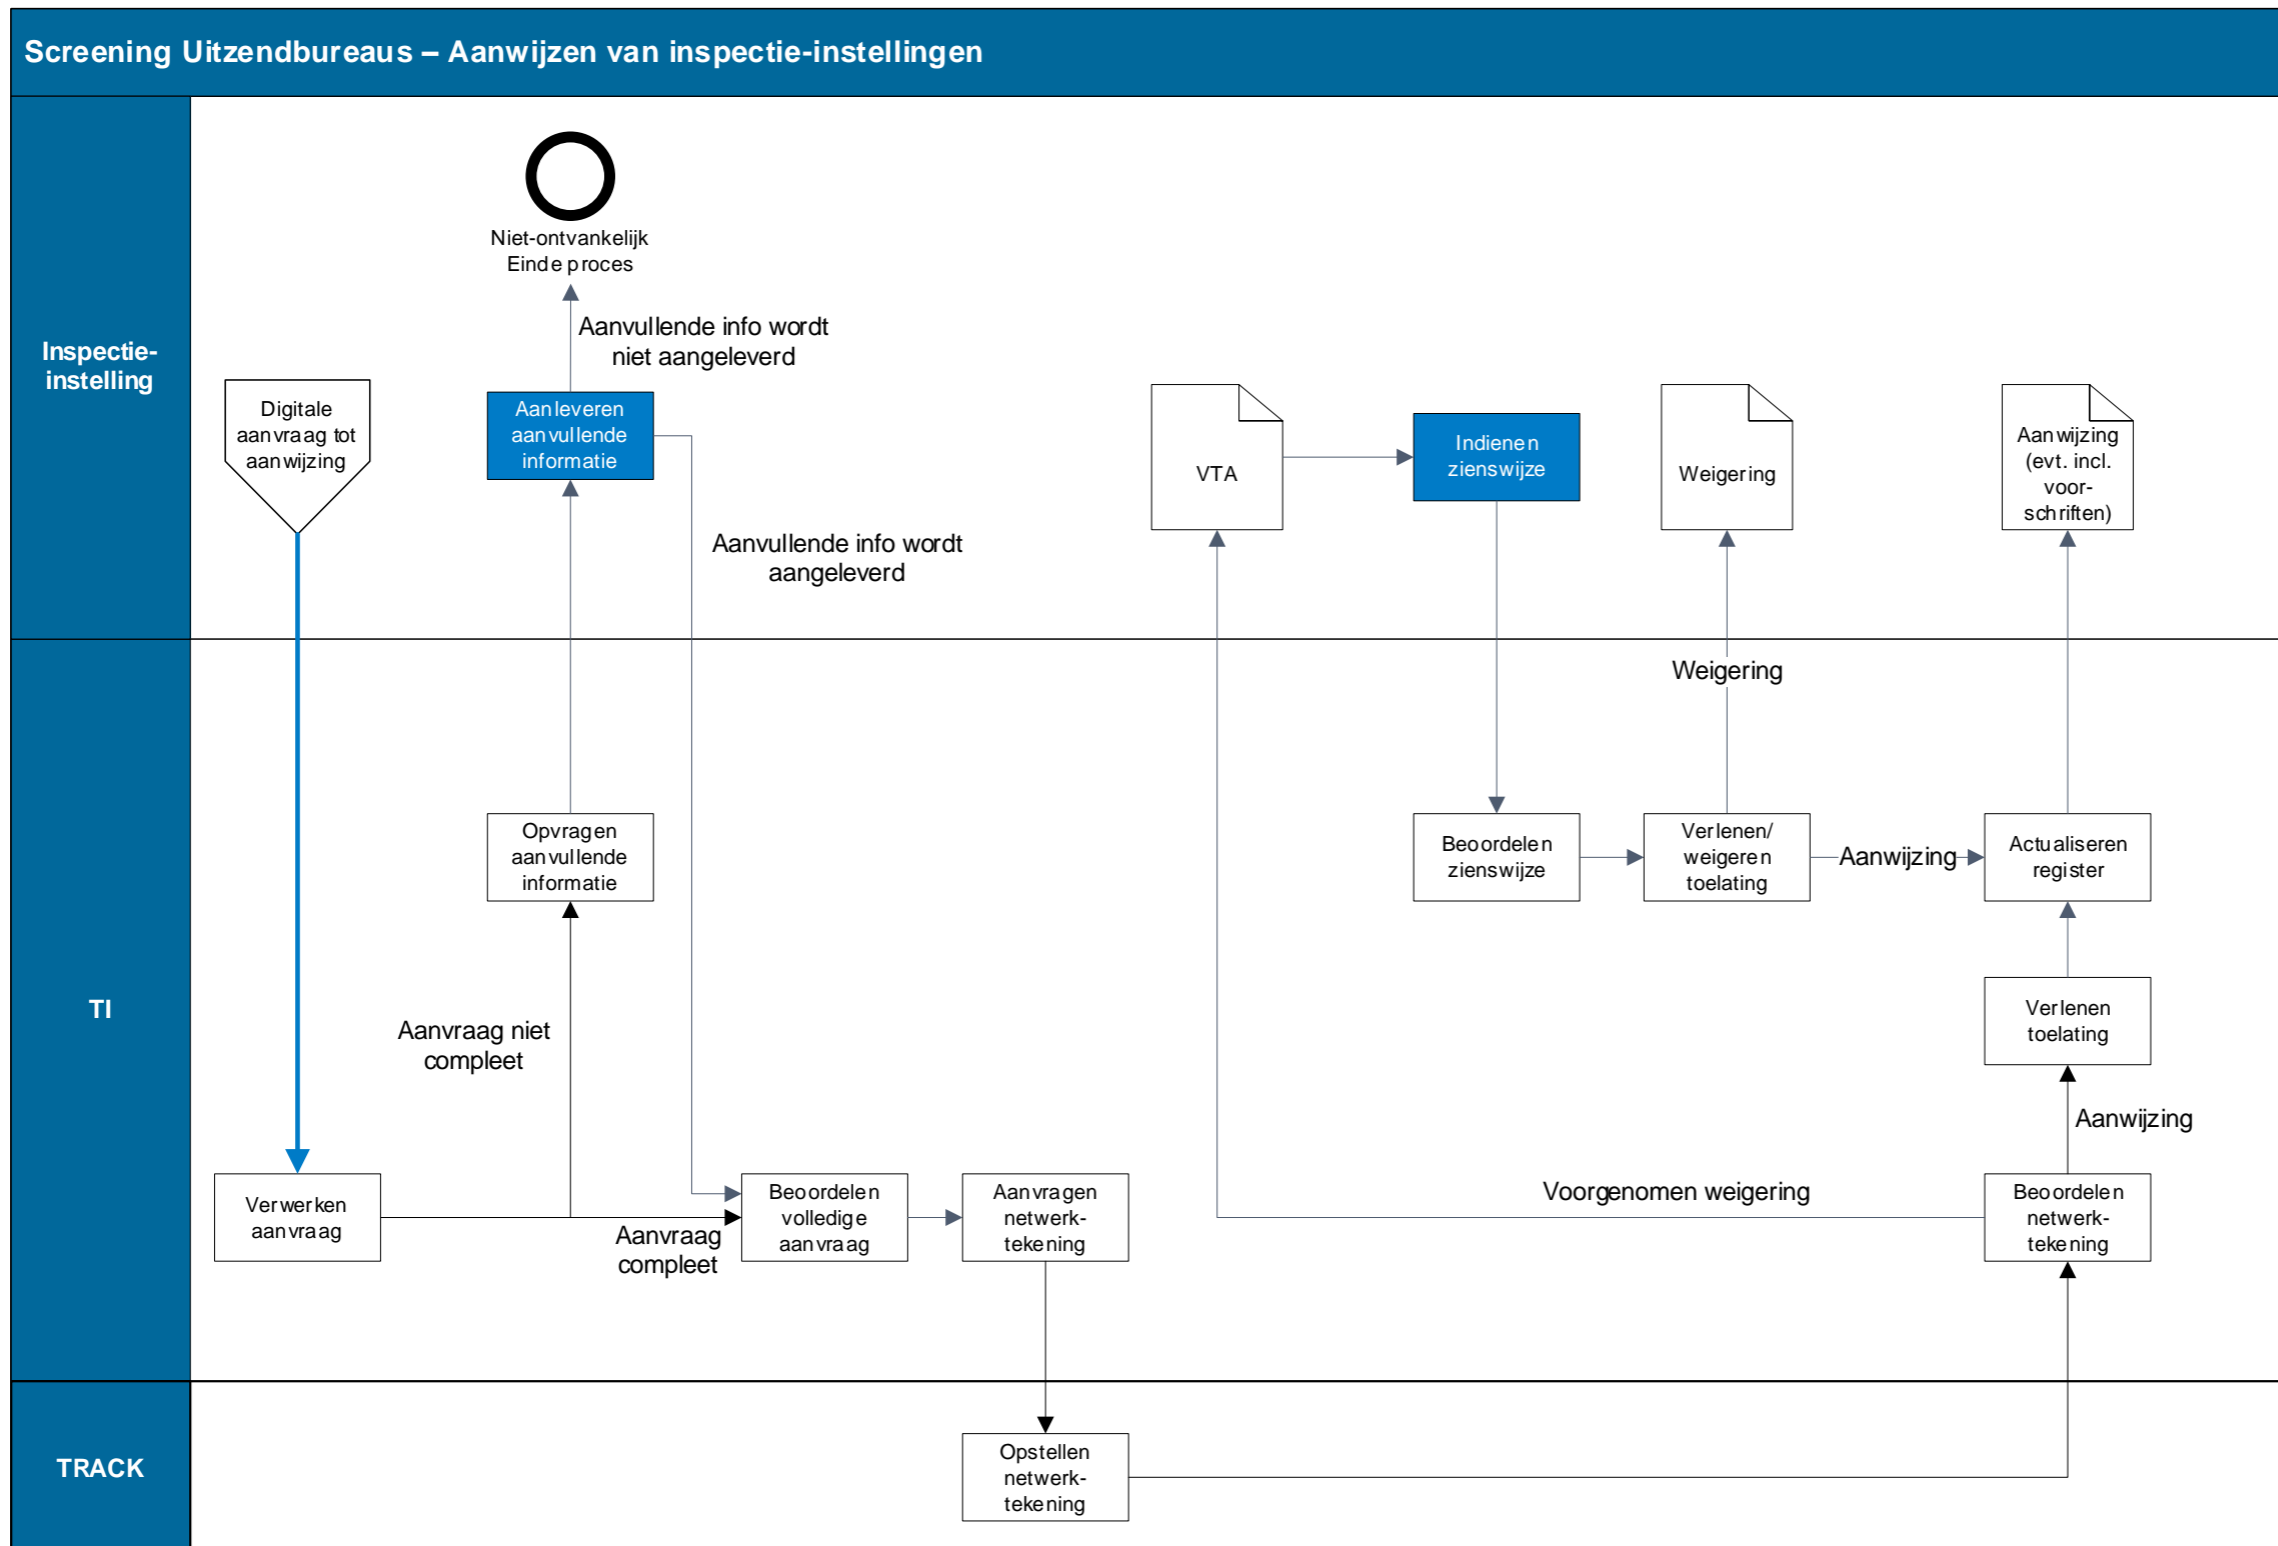 Screening Uitzendbureaus – Aanwijzen van inspectie-instellingen
Inspectie-
instelling
Digitale
aanvraag tot
aanwijzing
Niet-ontvankelijk
Einde proces
Aanvullende info wordt
niet aangeleverd
Aanleveren
aanvullende
informatie
Aanvullende info wordt
aangeleverd
VTA
Indienen
zienswijze
Weigering
Aanwijzing
(evt. incl.
voor-
schriften)
TI
Weigering
Opvragen
aanvullende
informatie
Beoordelen
zienswijze
Verlenen/
weigeren
toelating
Aanwijzing
Actualiseren
register
Verlenen
toelating
Aanvraag niet
compleet
Aanwijzing
Verwerken
aanvraag
Aanvraag
compleet
Beoordelen
volledige
aanvraag
Aanvragen
netwerk-
tekening
Voorgenomen weigering
Beoordelen
netwerk-
tekening
TRACK
Opstellen
netwerk-
tekening